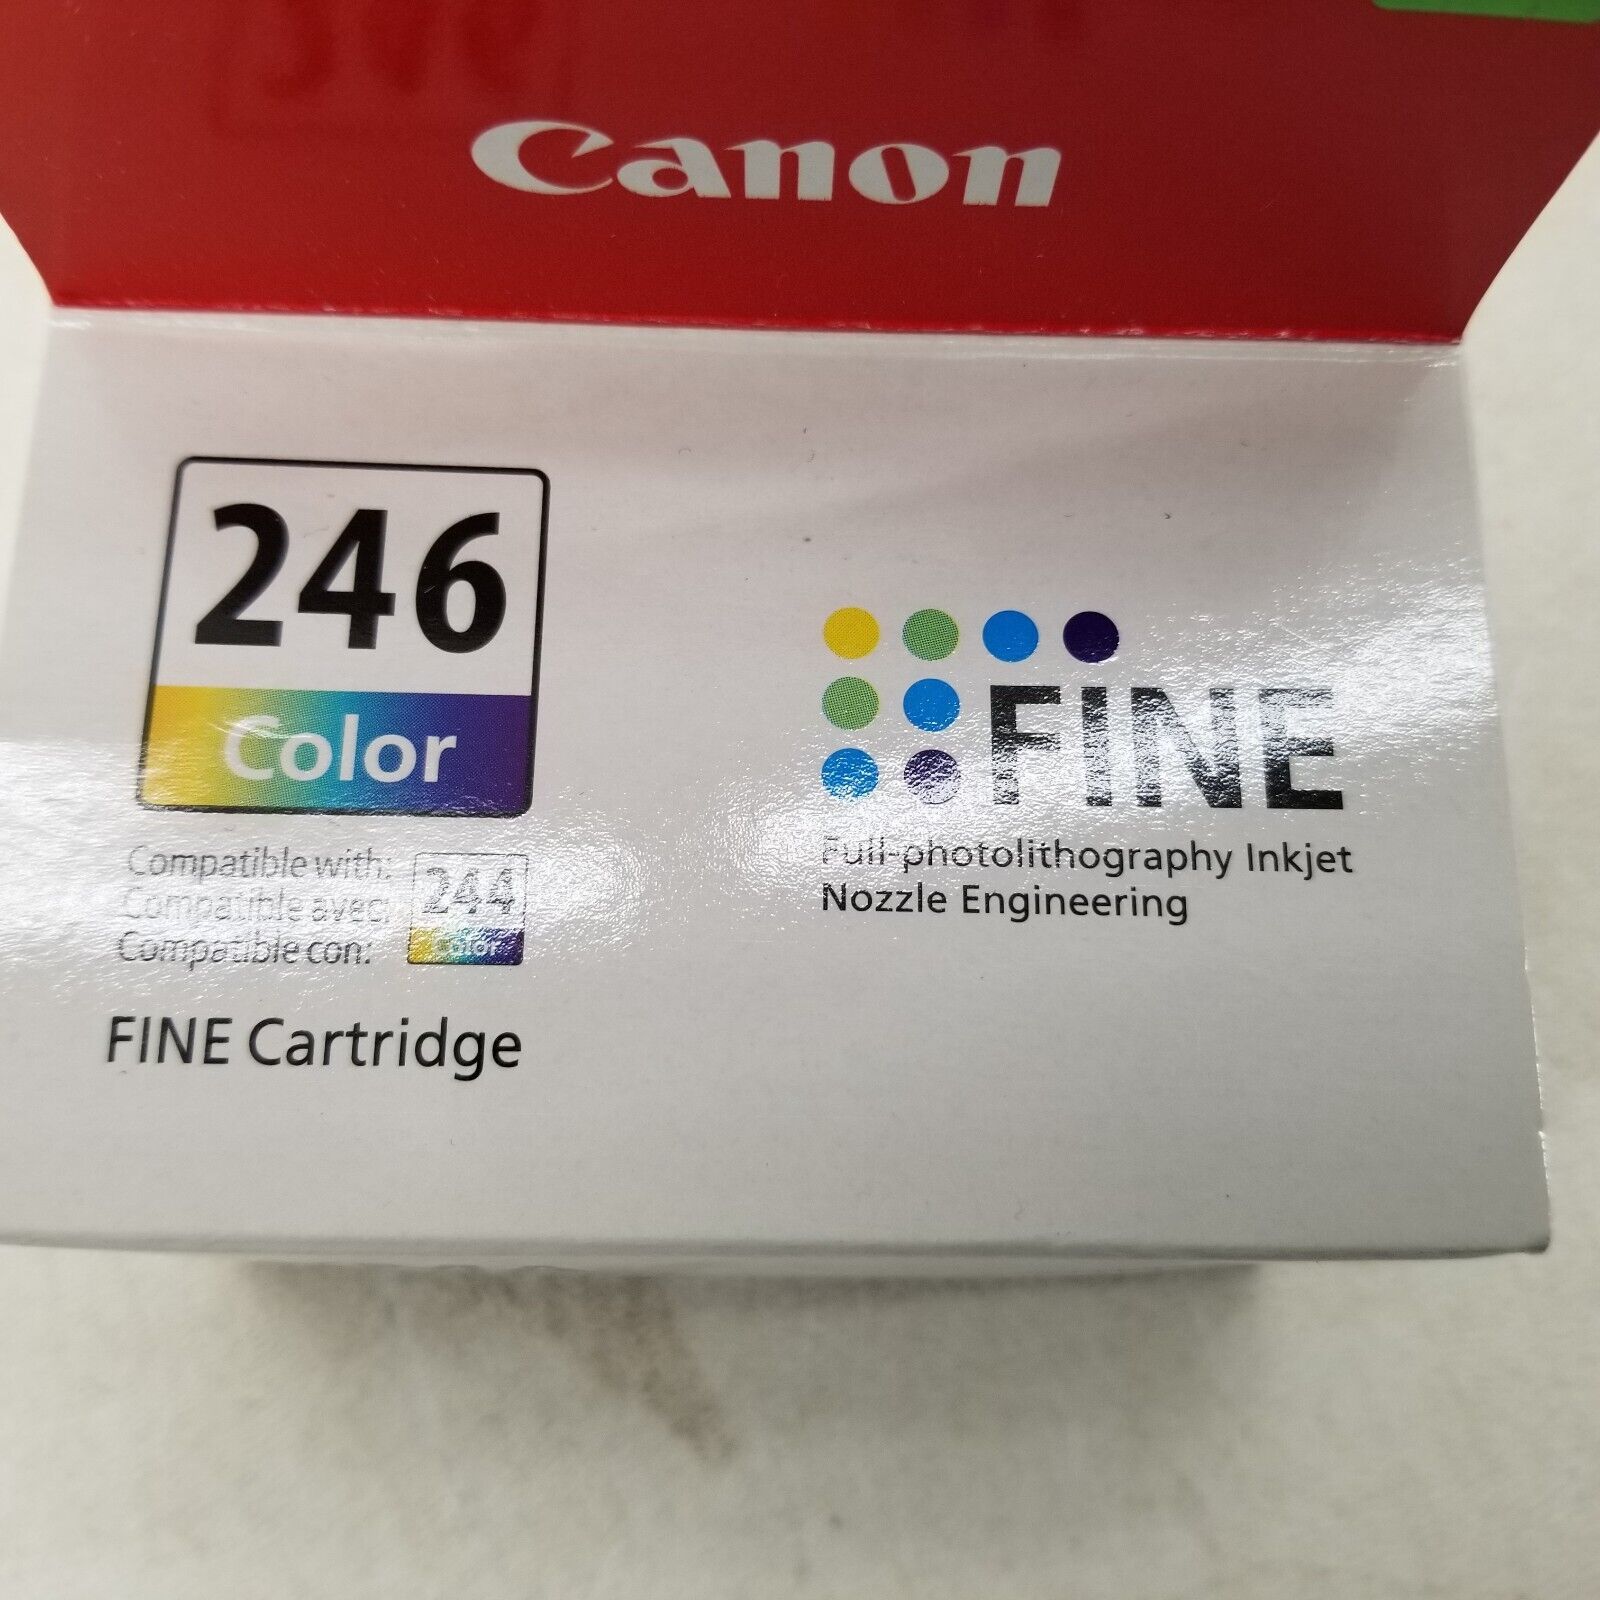 Canon
246
Color
Compatible with:
Compatible avec:
Compatible con:
244
Color
FINE Cartridge
FINE
Full-photolithography Inkjet
Nozzle Engineering